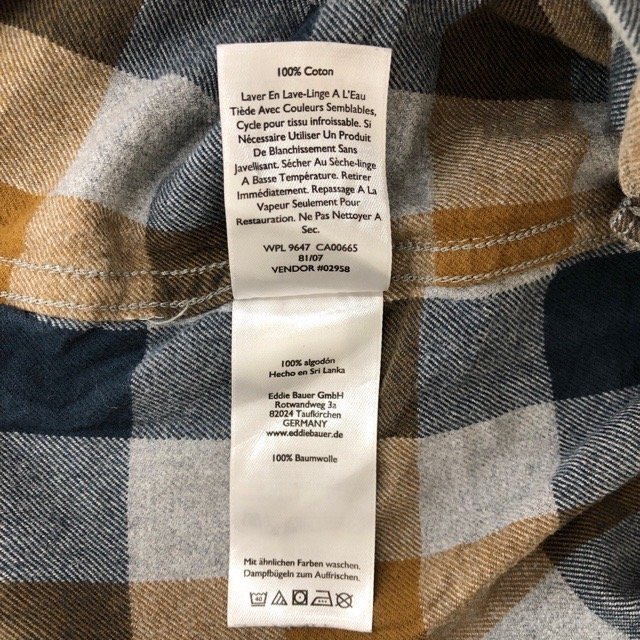 100% Coton
Laver En Lave-Linge A L'Eau
Tiède Avec Couleurs Semblables,
Cycle pour tissu infroissable. Si
Nécessaire Utiliser Un Produit
De Blanchissement Sans
Javellisant. Sécher Au Sèche-linge
A Basse Température. Retirer
Immédiatement. Repassage A La
Vapeur Seulement Pour
Restauration. Ne Pas Nettoyer A
Sec.
WPL 9647 CA00665
81/07
VENDOR #02958
100% algodón
Hecho en Sri Lanka
Eddie Bauer GmbH
Rotwandweg 3a
82024 Taufkirchen
GERMANY
www.eddiebauer.de
100% Baumwolle
Mit ähnlichen Farben waschen.
Dampfbügeln zum Auffrischen.
40